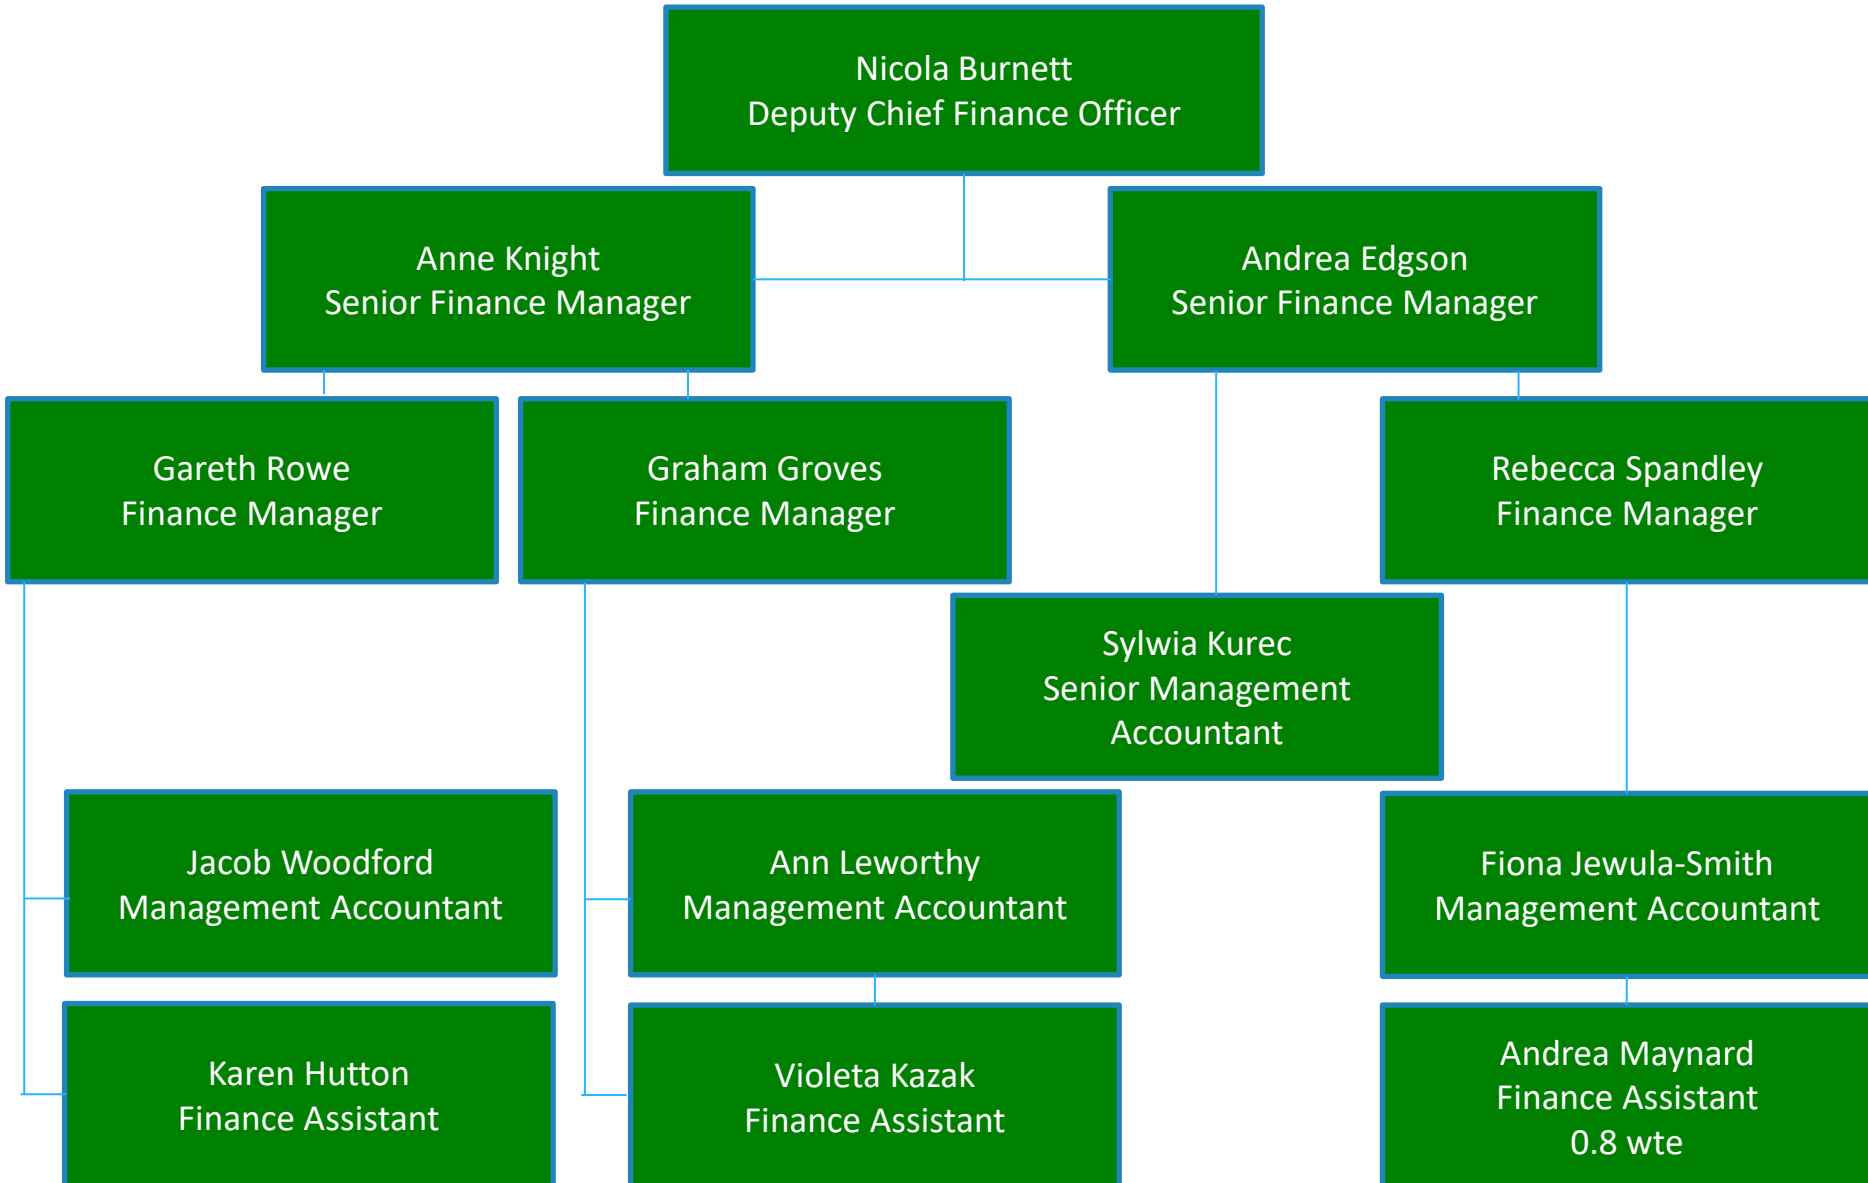 Nicola Burnett
Deputy Chief Finance Officer
Anne Knight
Senior Finance Manager
Andrea Edgson
Senior Finance Manager
Gareth Rowe
Finance Manager
Graham Groves
Finance Manager
Rebecca Spandley
Finance Manager
Sylwia Kurec
Senior Management
Accountant
Jacob Woodford
Management Accountant
Ann Leworthy
Management Accountant
Fiona Jewula-Smith
Management Accountant
Karen Hutton
Finance Assistant
Violeta Kazak
Finance Assistant
Andrea Maynard
Finance Assistant
0.8 wte